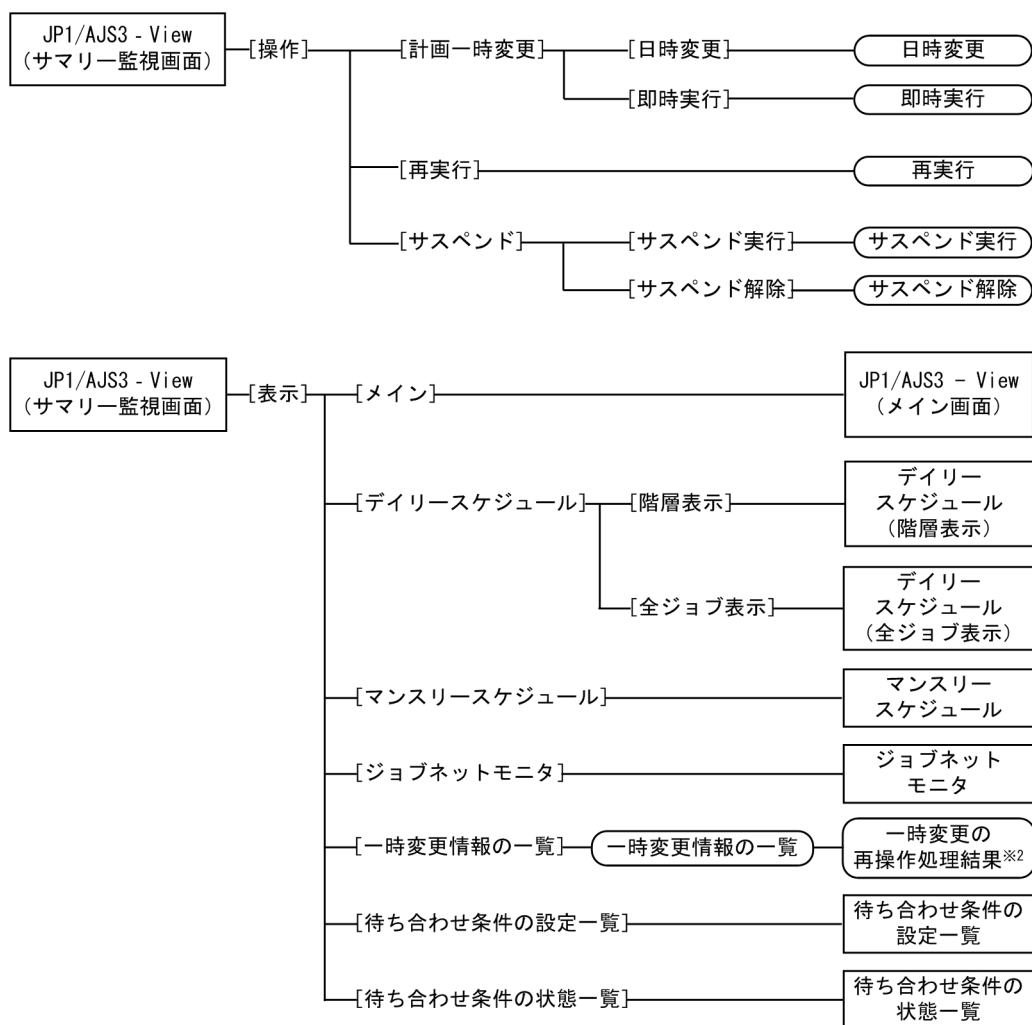 JP1/AJS3 - View
（サマリー監視画面）
[操作]
[計画一時変更]
[日時変更]
日時変更
[即時実行]
即時実行
[再実行]
再実行
[サスペンド]
[サスペンド実行]
サスペンド実行
[サスペンド解除]
サスペンド解除
JP1/AJS3 - View
（サマリー監視画面）
[表示]
[メイン]
JP1/AJS3 − View
（メイン画面）
[デイリースケジュール]
[階層表示]
デイリー
スケジュール
（階層表示）
[全ジョブ表示]
デイリー
スケジュール
（全ジョブ表示）
[マンスリースケジュール]
マンスリー
スケジュール
[ジョブネットモニタ]
ジョブネット
モニタ
[一時変更情報の一覧]
一時変更情報の一覧
一時変更の
再操作処理結果※2
[待ち合わせ条件の設定一覧]
待ち合わせ条件の
設定一覧
[待ち合わせ条件の状態一覧]
待ち合わせ条件の
状態一覧